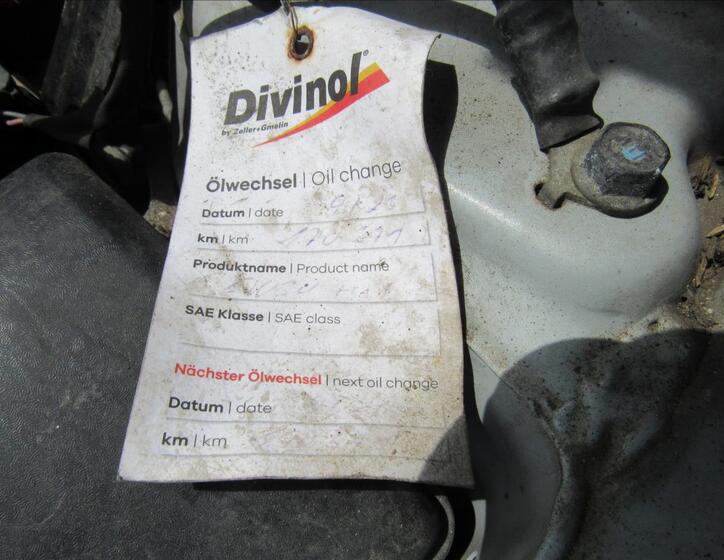 Divinol®
by Zeller+Gmelin
Ölwechsel | Oil change
Datum | date
km | km
Produktname | Product name
SAE Klasse | SAE class
Nächster Ölwechsel | next oil change
Datum | date
km | km